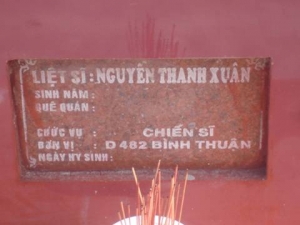 LIỆT SĨ : NGUYỄN THANH XUÂN
SINH NĂM :
QUÊ QUÁN :
CHỨC VỤ : CHIẾN SĨ
ĐƠN VỊ : D 482 BÌNH THUẬN
NGÀY HY SINH :